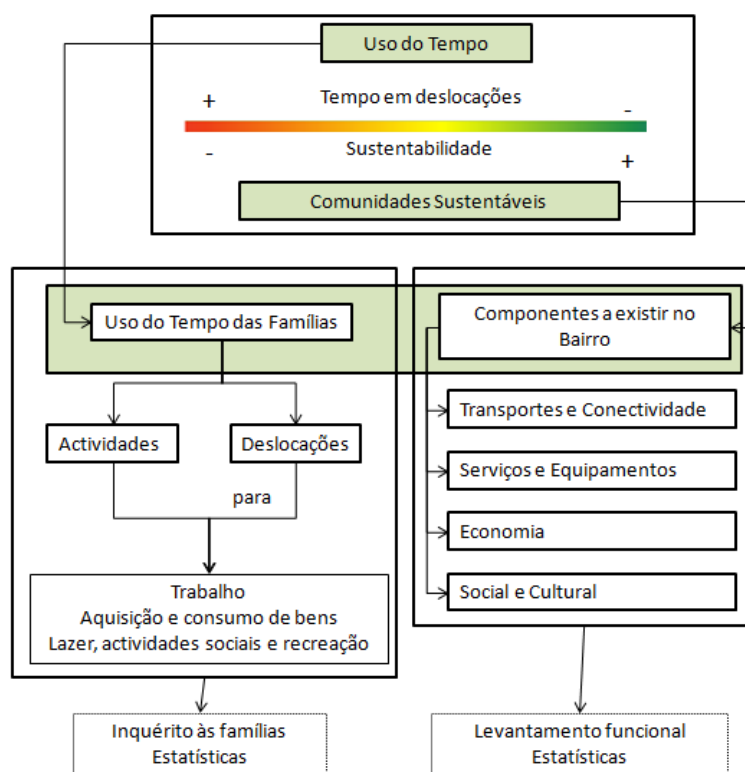 Uso do Tempo
+
Tempo em deslocações
-
-
Sustentabilidade
+
Comunidades Sustentáveis
Uso do Tempo das Famílias
Componentes a existir no
Bairro
Actividades
Deslocações
para
Trabalho
Aquisição e consumo de bens
Lazer, actividades sociais e recreação
Transportes e Conectividade
Serviços e Equipamentos
Economia
Social e Cultural
Inquérito às famílias
Estatísticas
Levantamento funcional
Estatísticas